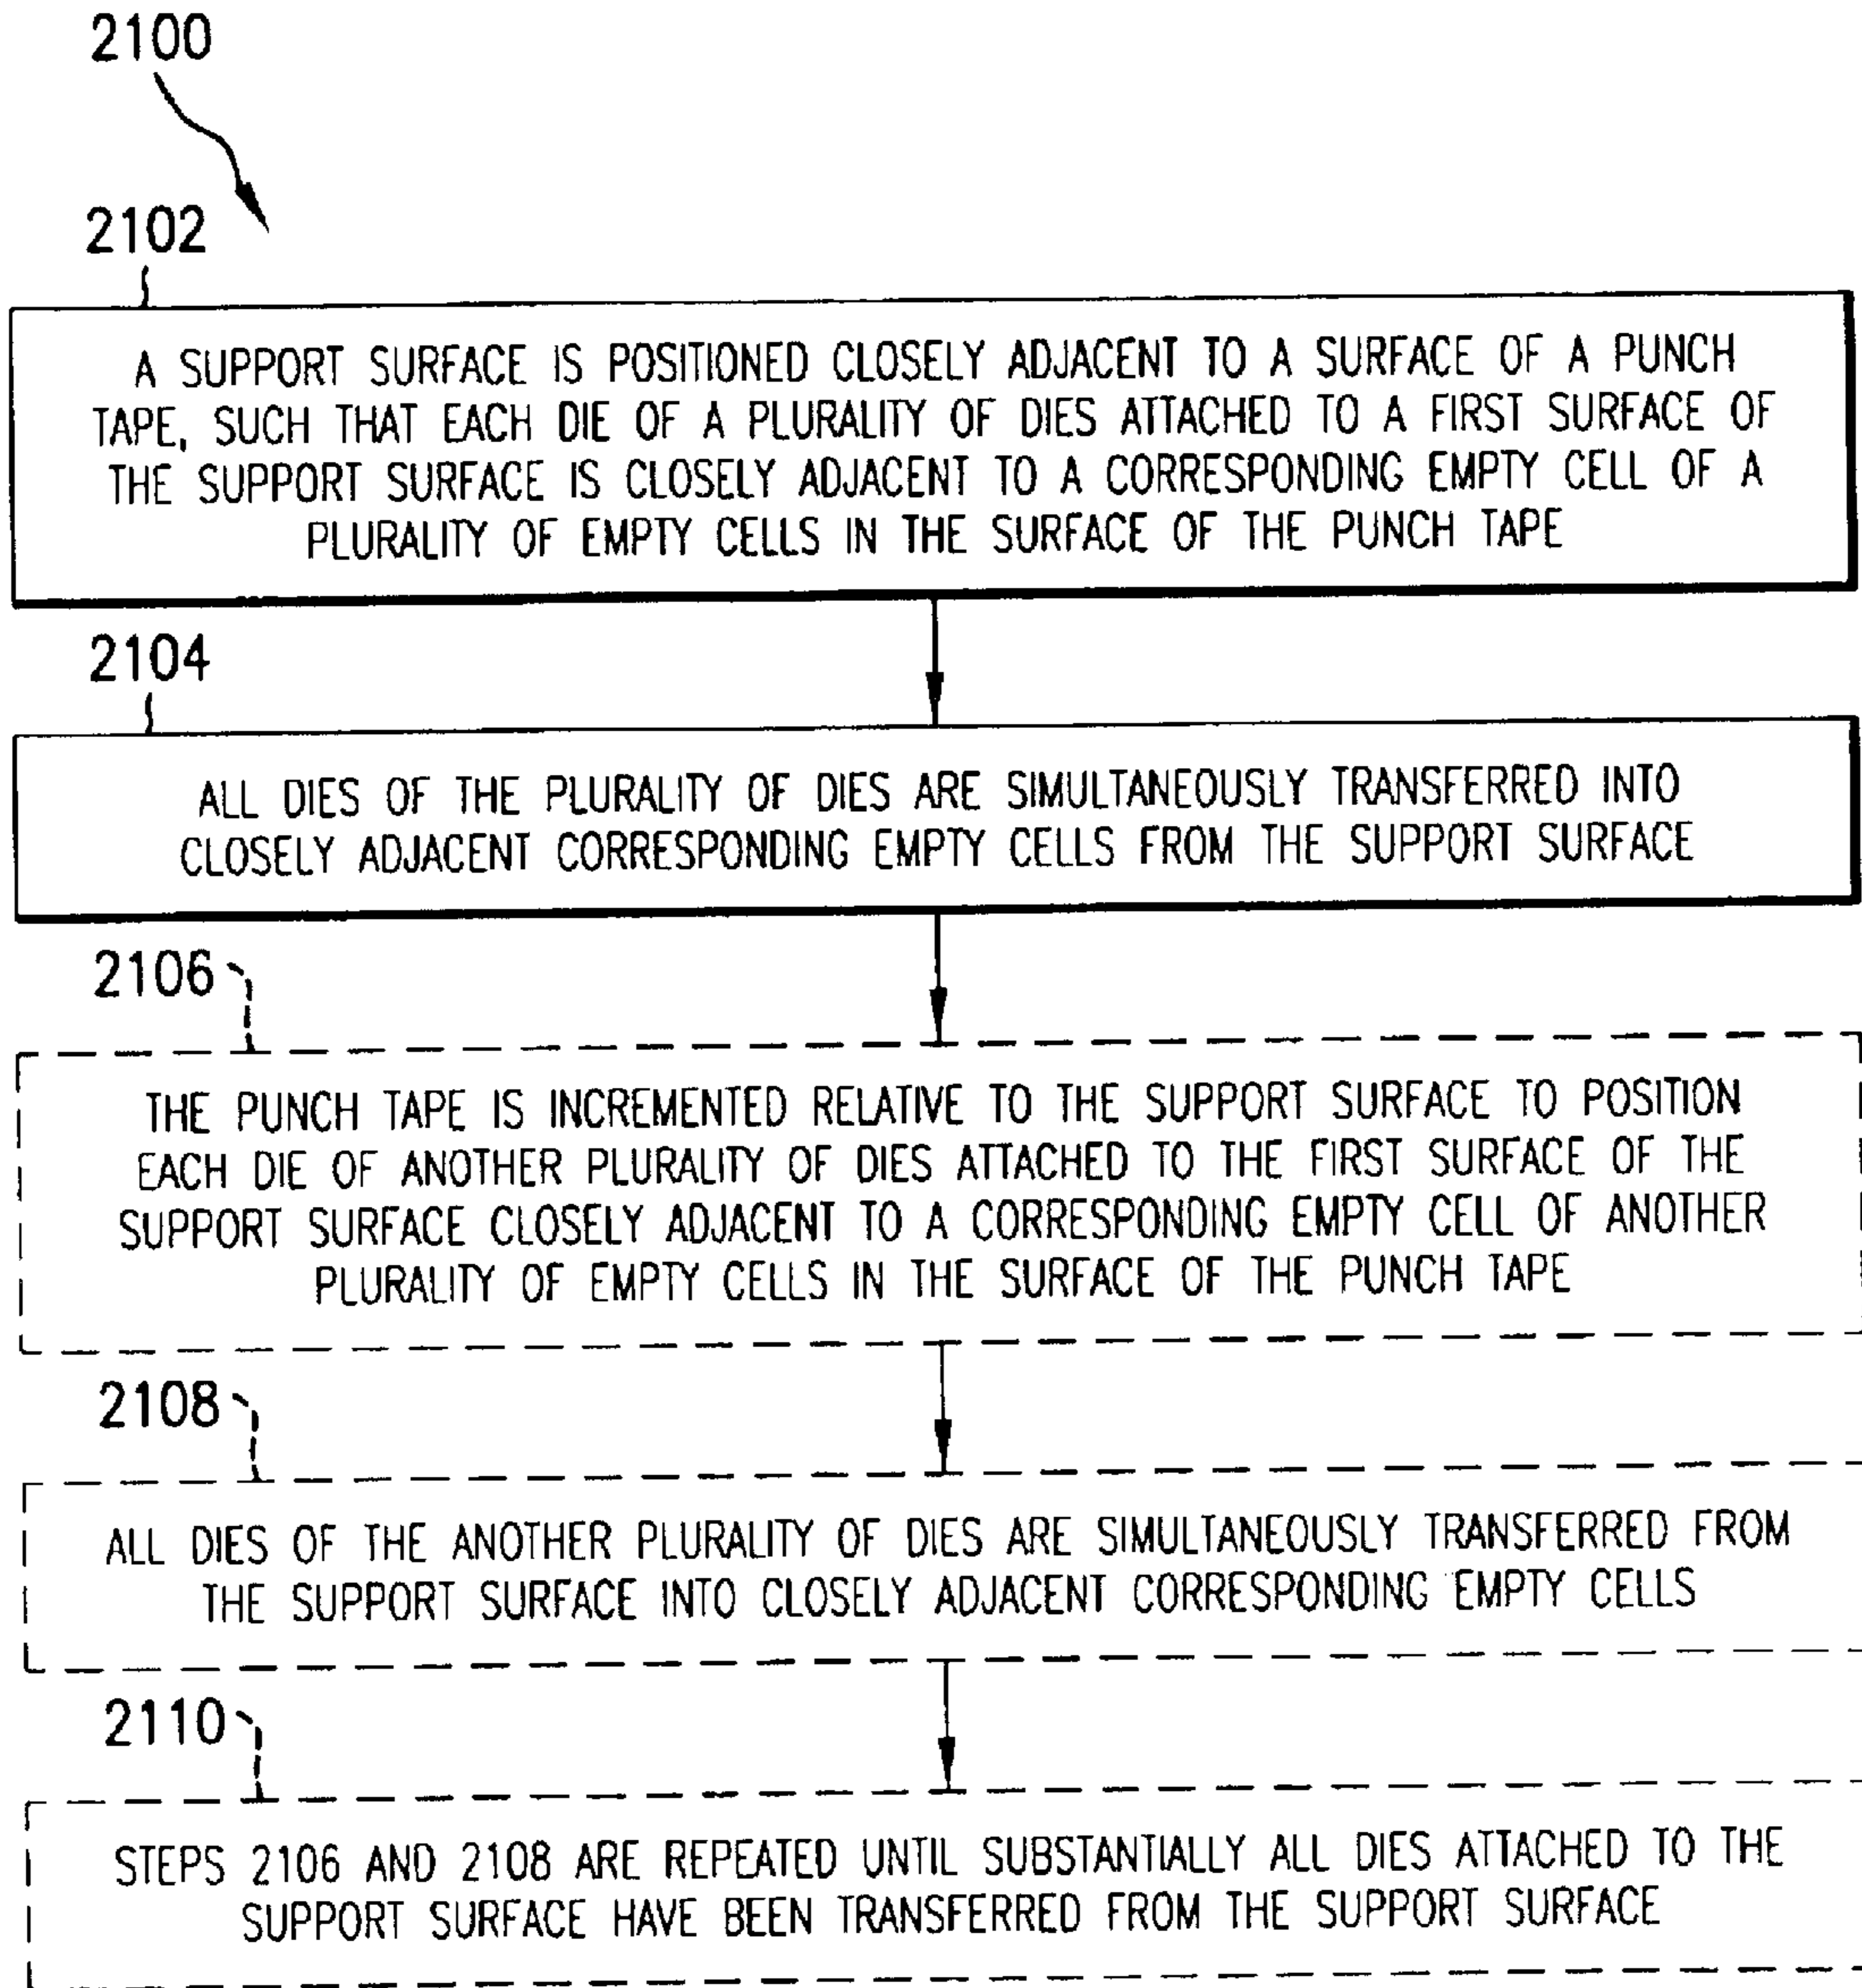 2100
2102
A SUPPORT SURFACE IS POSITIONED CLOSELY ADJACENT TO A SURFACE OF A PUNCH
TAPE, SUCH THAT EACH DIE OF A PLURALITY OF DIES ATTACHED TO A FIRST SURFACE OF
THE SUPPORT SURFACE IS CLOSELY ADJACENT TO A CORRESPONDING EMPTY CELL OF A
PLURALITY OF EMPTY CELLS IN THE SURFACE OF THE PUNCH TAPE
2104
ALL DIES OF THE PLURALITY OF DIES ARE SIMULTANEOUSLY TRANSFERRED INTO
CLOSELY ADJACENT CORRESPONDING EMPTY CELLS FROM THE SUPPORT SURFACE
2106
THE PUNCH TAPE IS INCREMENTED RELATIVE TO THE SUPPORT SURFACE TO POSITION
EACH DIE OF ANOTHER PLURALITY OF DIES ATTACHED TO THE FIRST SURFACE OF THE
SUPPORT SURFACE CLOSELY ADJACENT TO A CORRESPONDING EMPTY CELL OF ANOTHER
PLURALITY OF EMPTY CELLS IN THE SURFACE OF THE PUNCH TAPE
2108
ALL DIES OF THE ANOTHER PLURALITY OF DIES ARE SIMULTANEOUSLY TRANSFERRED FROM
THE SUPPORT SURFACE INTO CLOSELY ADJACENT CORRESPONDING EMPTY CELLS
2110
STEPS 2106 AND 2108 ARE REPEATED UNTIL SUBSTANTIALLY ALL DIES ATTACHED TO THE
SUPPORT SURFACE HAVE BEEN TRANSFERRED FROM THE SUPPORT SURFACE